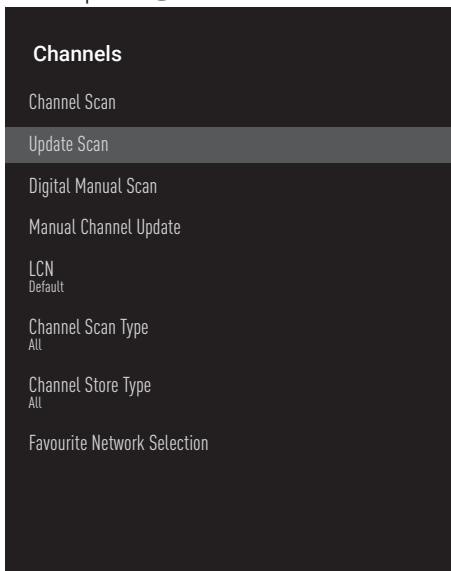 Channels
Channel Scan
Update Scan
Digital Manual Scan
Manual Channel Update
LCN
Default
Channel Scan Type
All
Channel Store Type
All
Favourite Network Selection